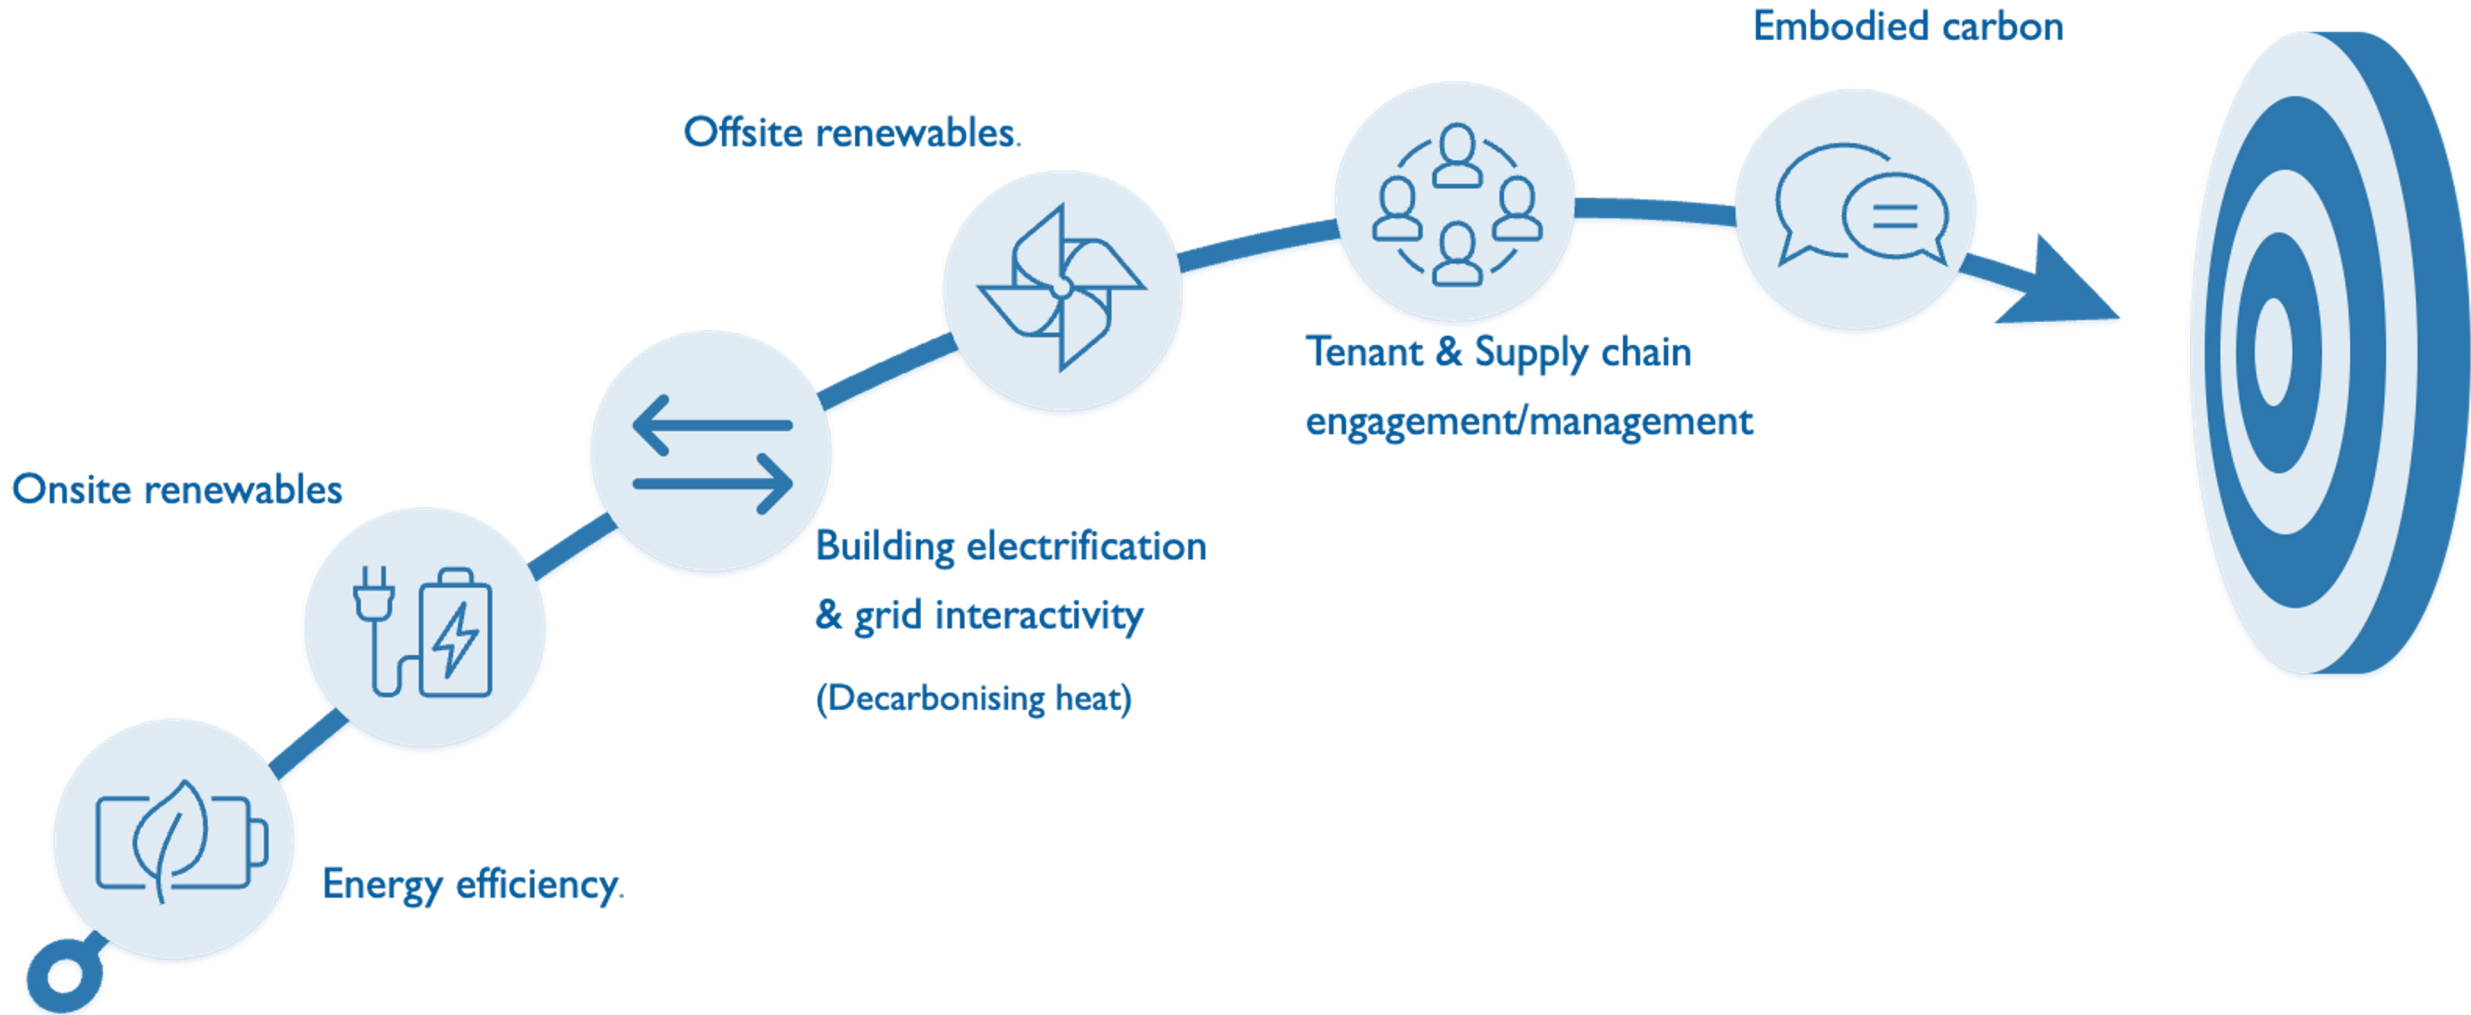 Embodied carbon
Offsite renewables.
Tenant & Supply chain
engagement/management
Onsite renewables
Building electrification
& grid interactivity
(Decarbonising heat)
Energy efficiency.